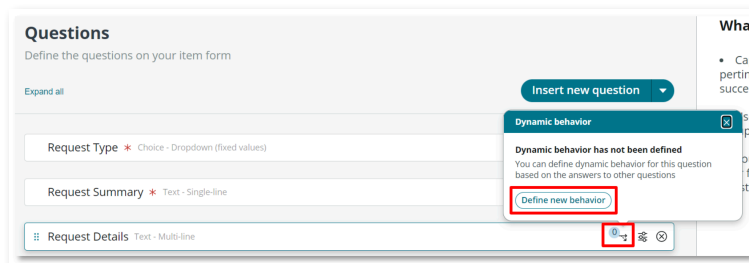 Questions
Define the questions on your item form
Expand all
Insert new question
Request Type * Choice - Dropdown (fixed values)
Request Summary * Text - Single-line
Request Details Text - Multi-line
0
Dynamic behavior
Dynamic behavior has not been defined
You can define dynamic behavior for this question
based on the answers to other questions
Define new behavior
Wha
Ca
pertin
succe